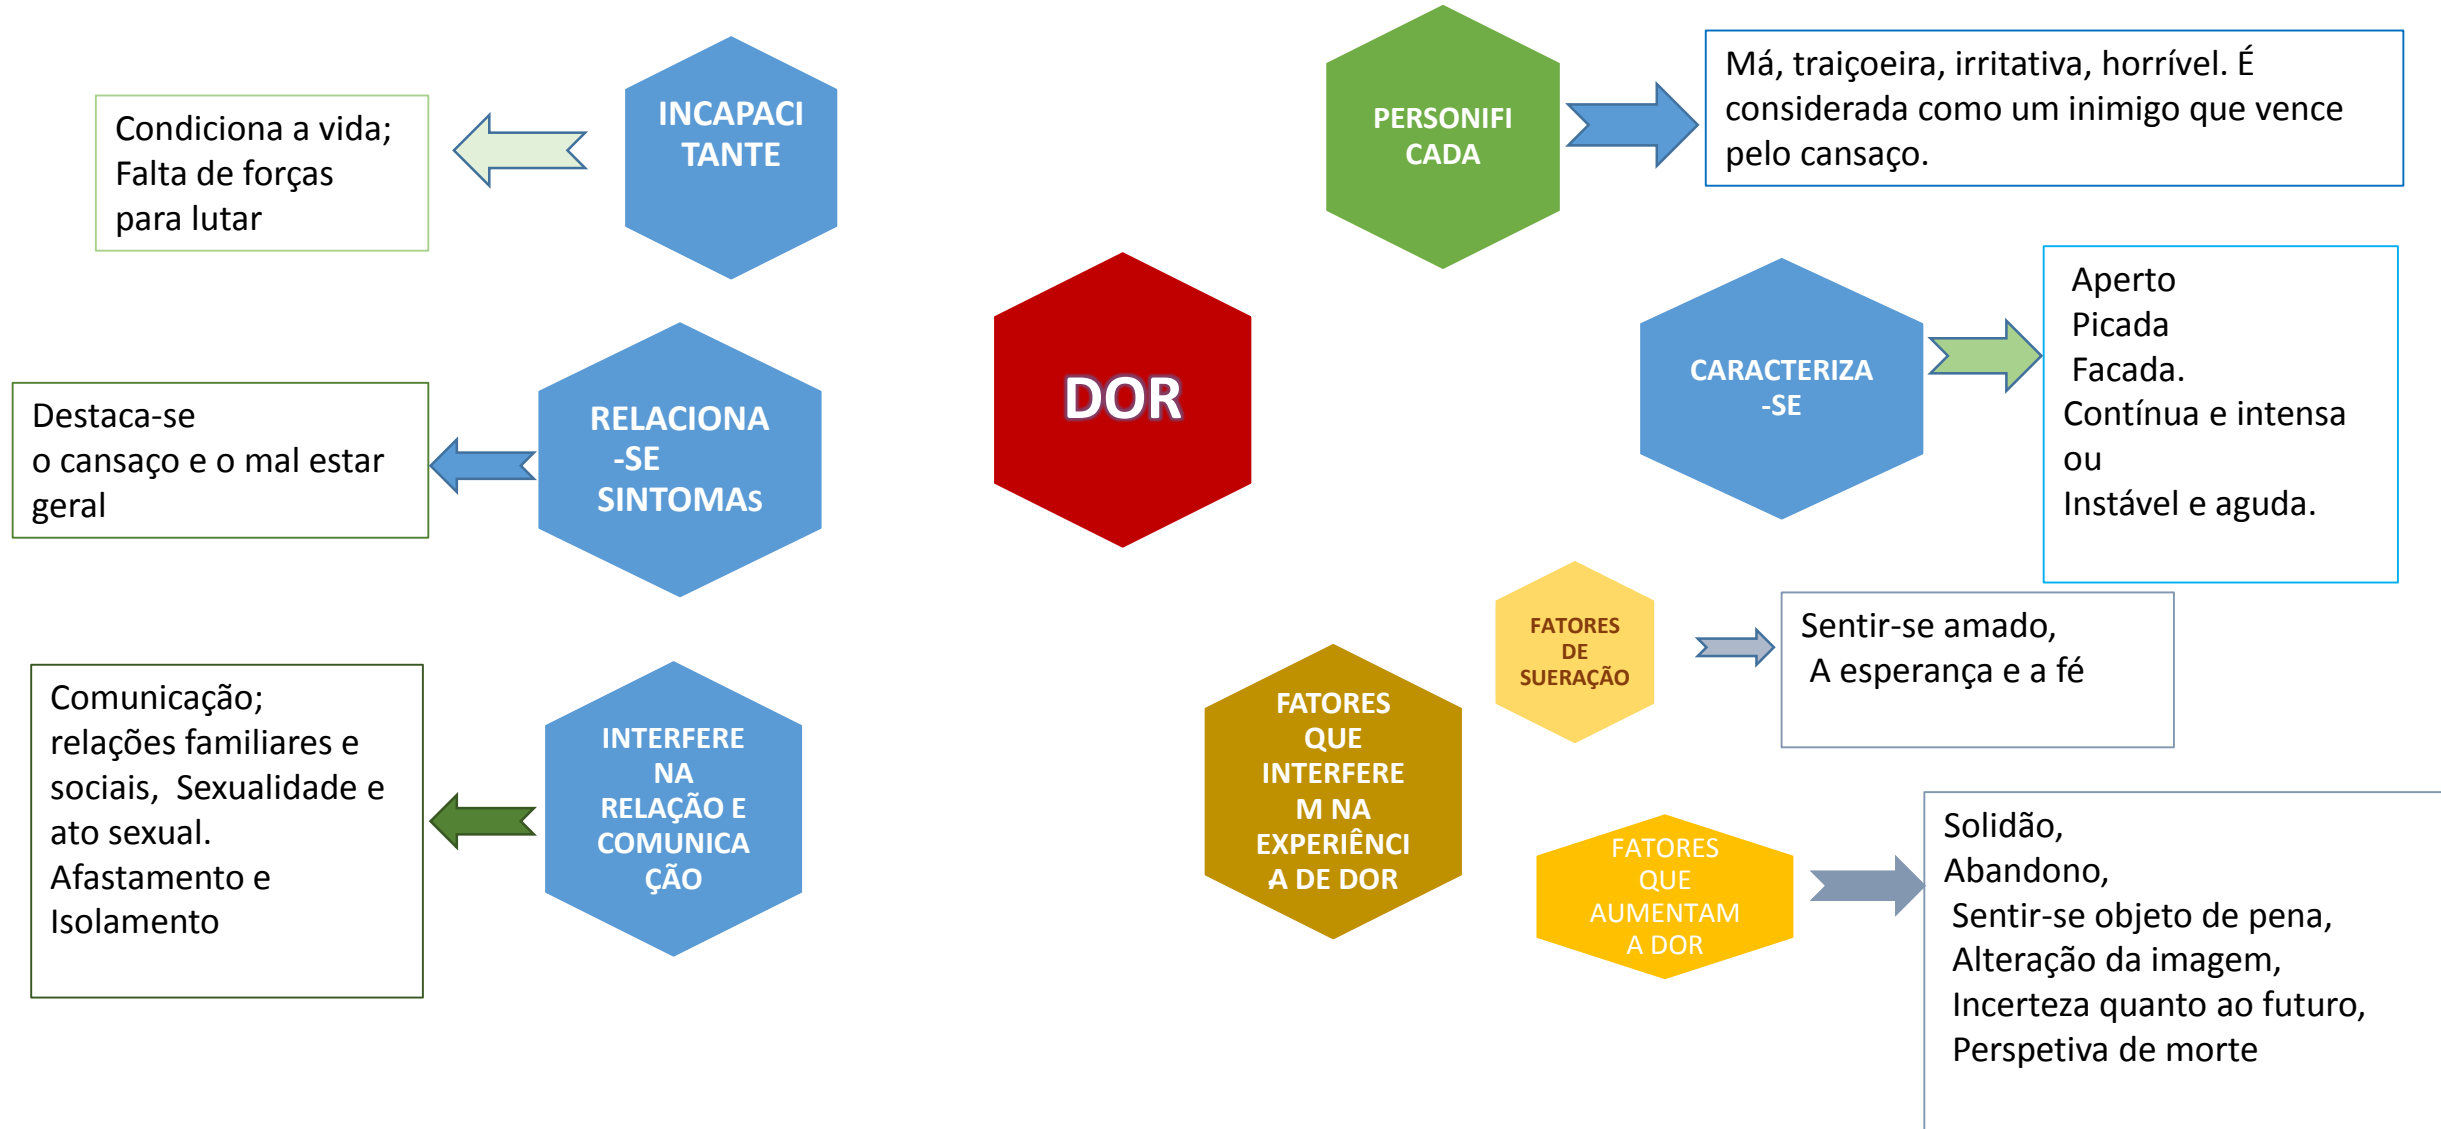 INCAPACI
TANTE
Condiciona a vida;
Falta de forças
para lutar
PERSONIFI
CADA
Má, traiçoeira, irritativa, horrível. É
considerada como um inimigo que vence
pelo cansaço.
DOR
RELACIONA
-SE
SINTOMAS
Destaca-se
o cansaço e o mal estar
geral
CARACTERIZA
-SE
Aperto
Picada
Facada.
Contínua e intensa
ou
Instável e aguda.
INTERFERE
NA
RELAÇÃO E
COMUNICA
ÇÃO
Comunicação;
relações familiares e
sociais, Sexualidade e
ato sexual.
Afastamento e
Isolamento
FATORES
QUE
INTERFERE
M NA
EXPERIÊNCI
A DE DOR
FATORES
DE
SUERAÇÃO
Sentir-se amado,
A esperança e a fé
FATORES
QUE
AUMENTAM
A DOR
Solidão,
Abandono,
Sentir-se objeto de pena,
Alteração da imagem,
Incerteza quanto ao futuro,
Perspetiva de morte